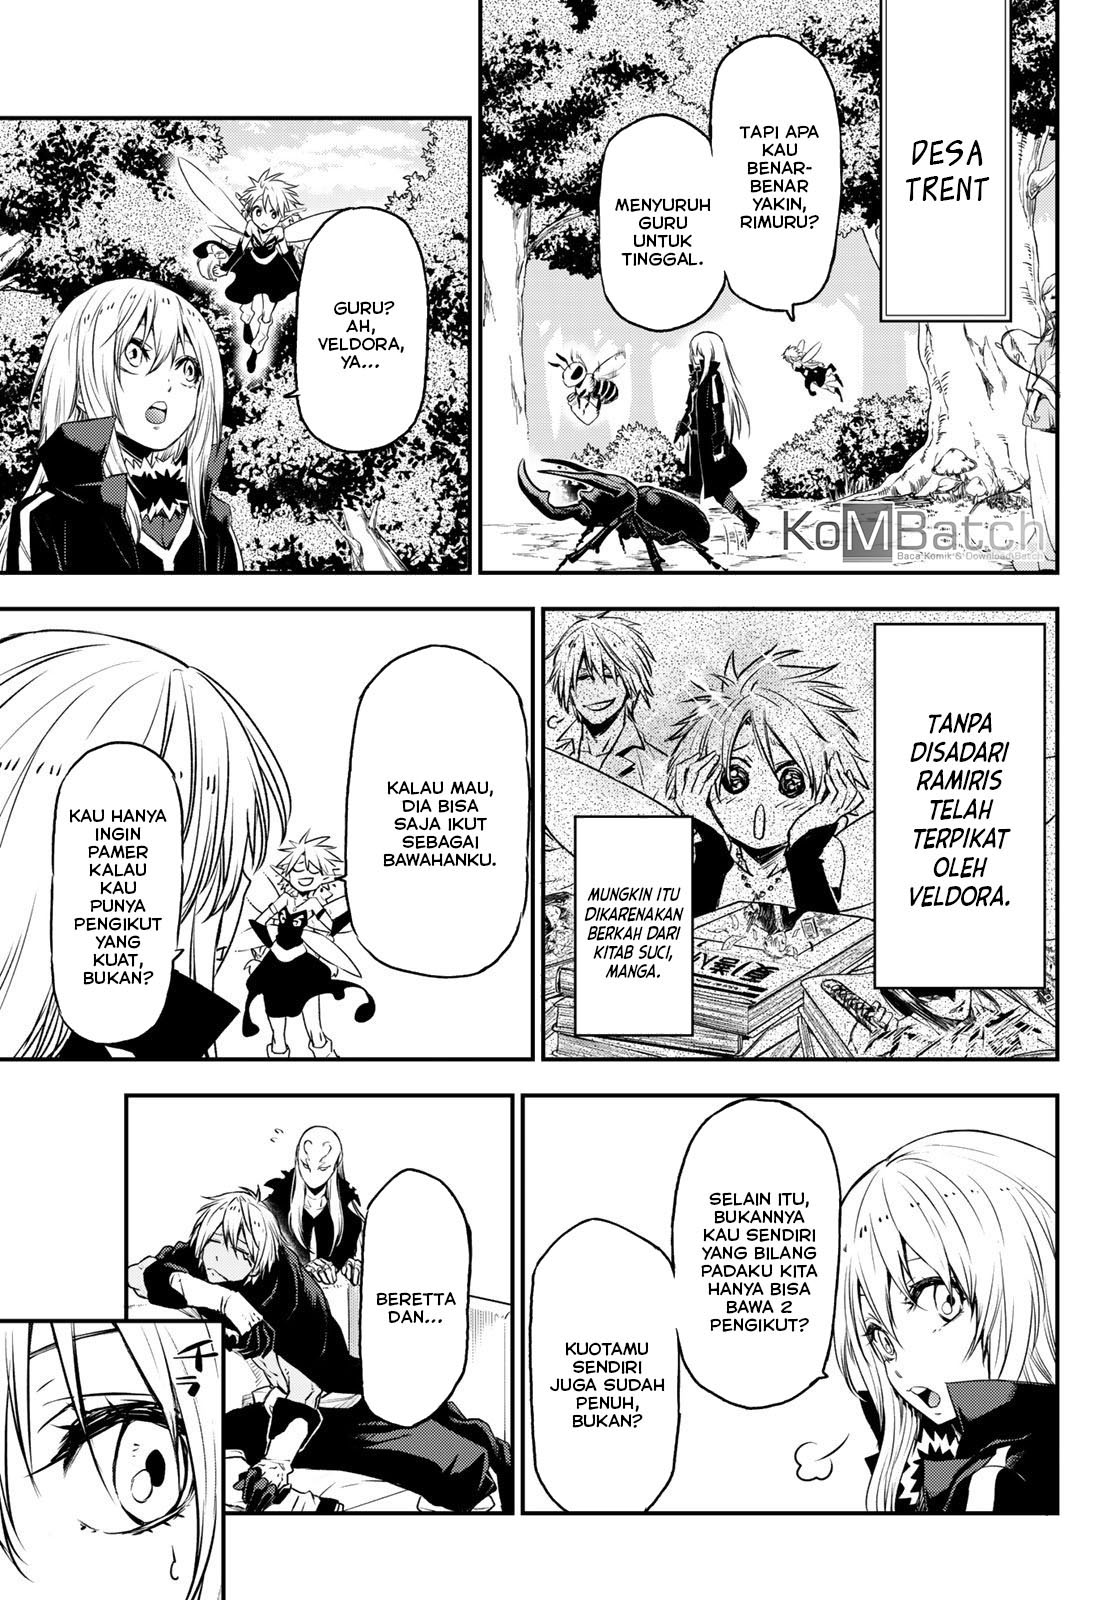 DESA
TRENT
TAPI APA
KAU
BENAR-
BENAR
YAKIN,
RIMURU?
MENYURUH
GURU
UNTUK
TINGGAL.
KoMBatch
Baca Komik & Download Batch
GURU?
AH,
VELDORA,
YA...
TANPA
DISADARI
RAMIRIS
TELAH
TERPIKAT
OLEH
VELDORA.
MUNGKIN ITU
DIKARENAKAN
BERKAH DARI
KITAB SUCI,
MANGA.
KALAU MAU,
DIA BISA
SAJA IKUT
SEBAGAI
BAWAHANKU.
KAU HANYA
INGIN
PAMER
KALAU
KAU
PUNYA
PENGIKUT
YANG
KUAT,
BUKAN?
SELAIN ITU,
BUKANNYA
KAU SENDIRI
YANG BILANG
PADAKU KITA
HANYA BISA
BAWA 2
PENGIKUT?
KUOTAMU
SENDIRI
JUGA SUDAH
PENUH,
BUKAN?
BERETTA
DAN...